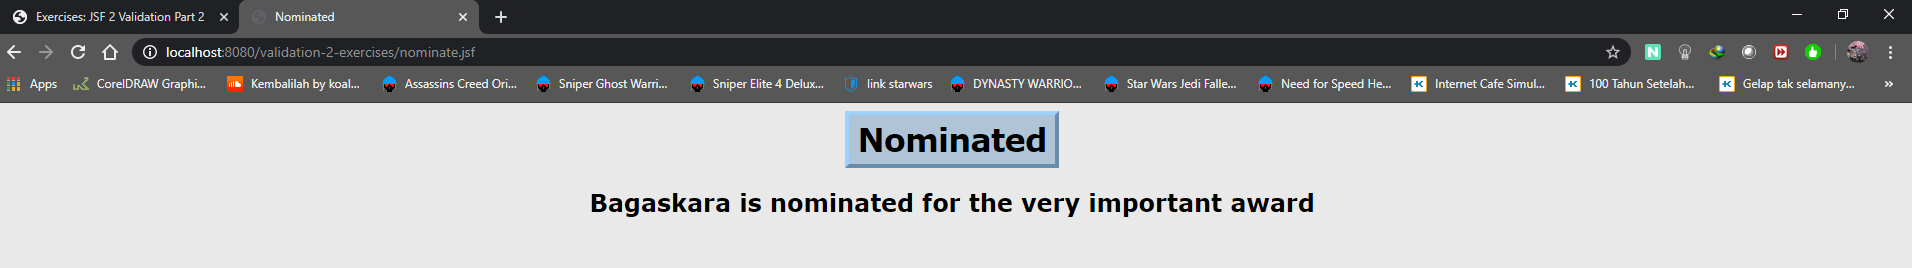 Exercises: JSF 2 Validation Part 2
Nominated
localhost:8080/validation-2-exercises/nominate.jsf
Apps CorelDRAW Graphi... Kembalilah by koal... Assassins Creed Ori... Sniper Ghost Warri... Sniper Elite 4 Delux... link starwars DYNASTY WARRIO... Star Wars Jedi Falle... Need for Speed He... Internet Cafe Simul... 100 Tahun Setelah... Gelap tak selamany... »
Nominated
Bagaskara is nominated for the very important award